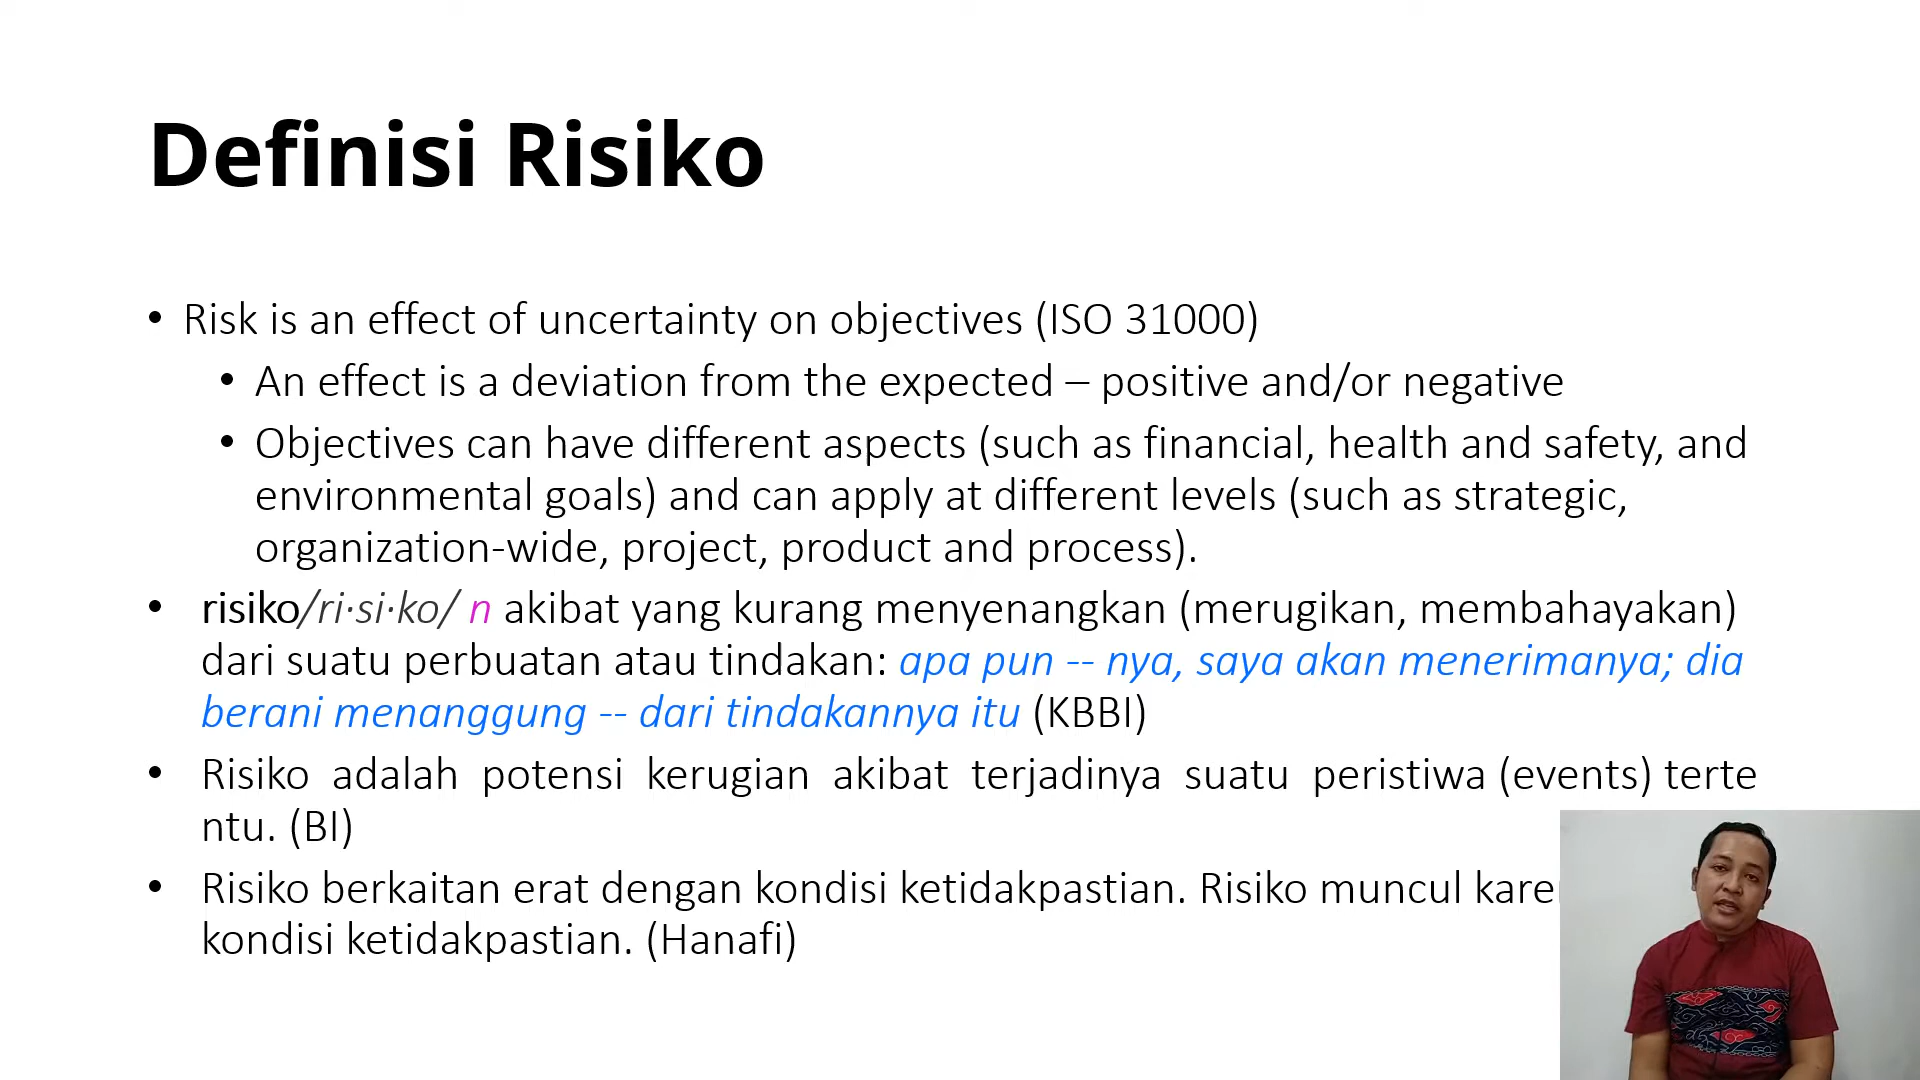 Definisi Risiko
• Risk is an effect of uncertainty on objectives (ISO 31000)
• An effect is a deviation from the expected – positive and/or negative
• Objectives can have different aspects (such as financial, health and safety, and
environmental goals) and can apply at different levels (such as strategic,
organization-wide, project, product and process).
• risiko/ri·si·ko/ n akibat yang kurang menyenangkan (merugikan, membahayakan)
dari suatu perbuatan atau tindakan: apa pun -- nya, saya akan menerimanya; dia
berani menanggung -- dari tindakannya itu (KBBI)
• Risiko adalah potensi kerugian akibat terjadinya suatu peristiwa (events) terte
ntu. (BI)
• Risiko berkaitan erat dengan kondisi ketidakpastian. Risiko muncul
kondisi ketidakpastian. (Hanafi)